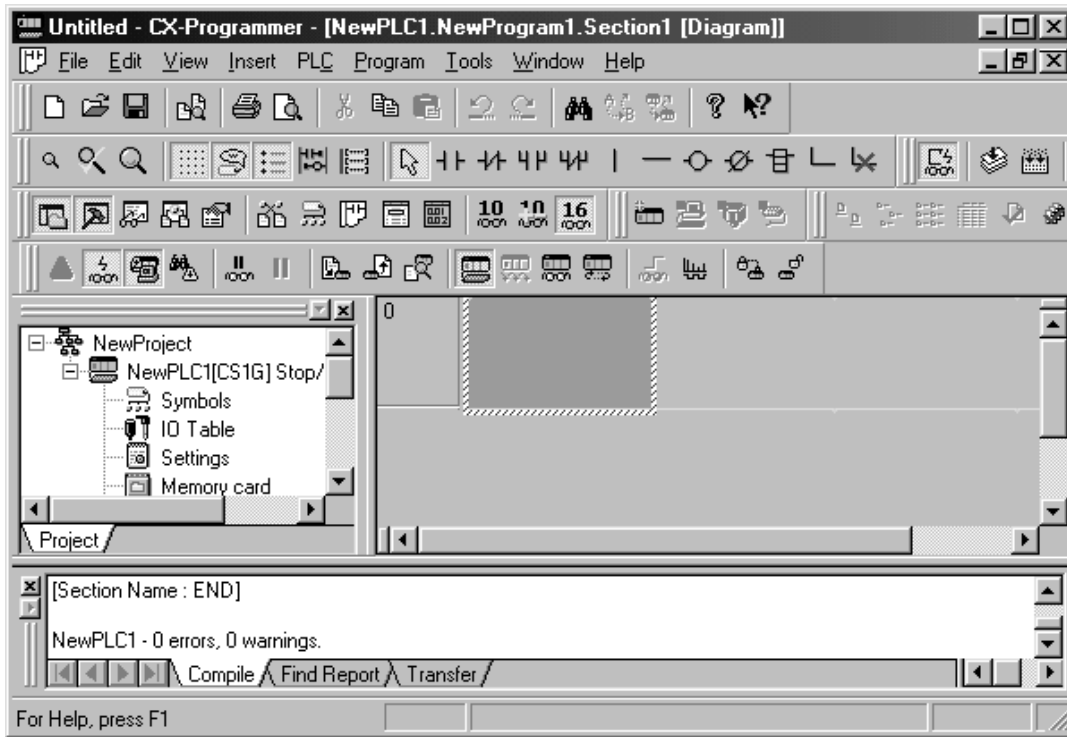 Untitled - CX-Programmer - [NewPLC1.NewProgram1.Section1 [Diagram]]
File Edit View Insert PLC Program Tools Window Help
10 10 16
0
NewProject
NewPLC1[CS1G] Stop/
Symbols
IO Table
Settings
Memory card
Project
[Section Name : END]
NewPLC1 - 0 errors, 0 warnings.
Compile Find Report Transfer
For Help, press F1